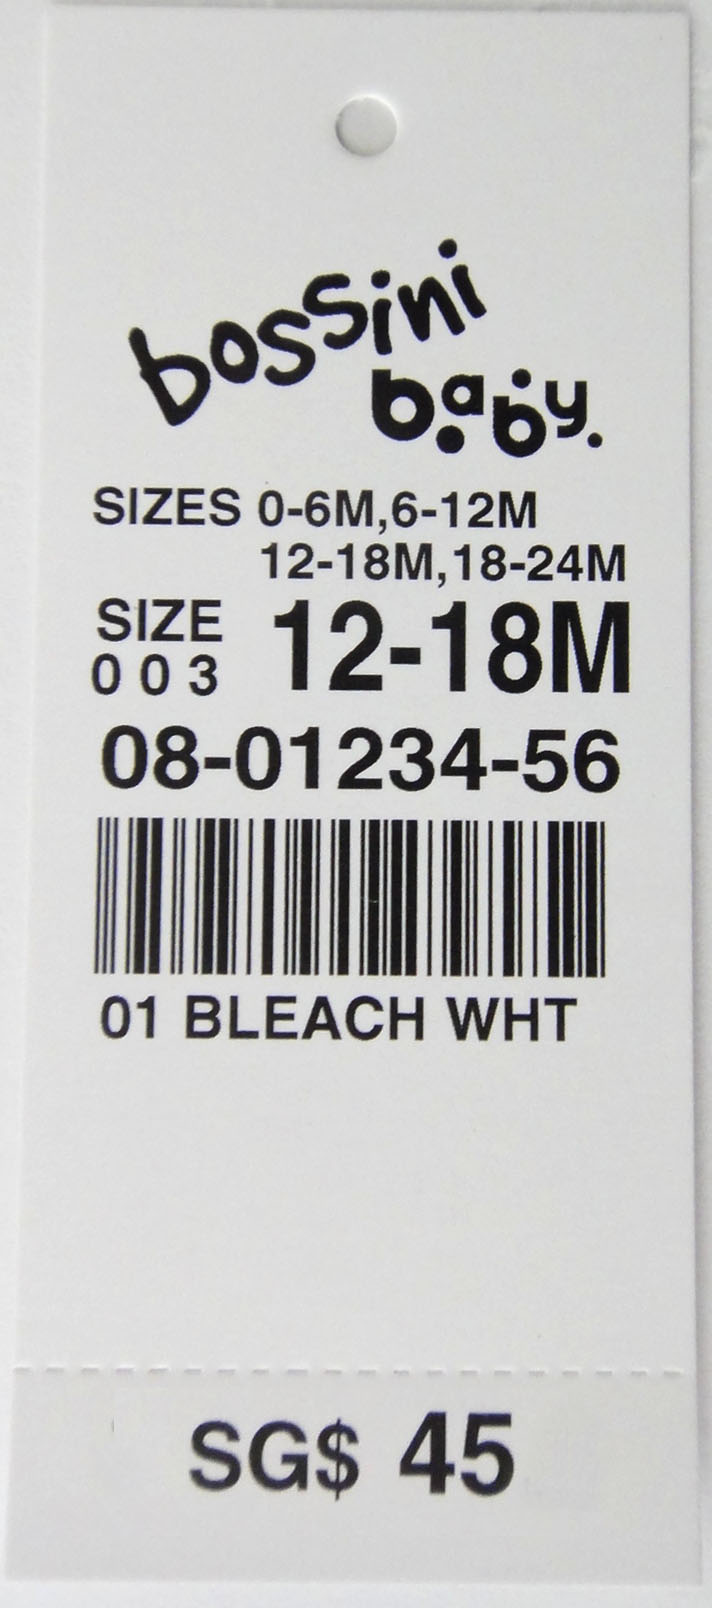 bossini
baby.
SIZES 0-6M,6-12M
12-18M,18-24M
SIZE 12-18M
003
08-01234-56
01 BLEACH WHT
SG$ 45